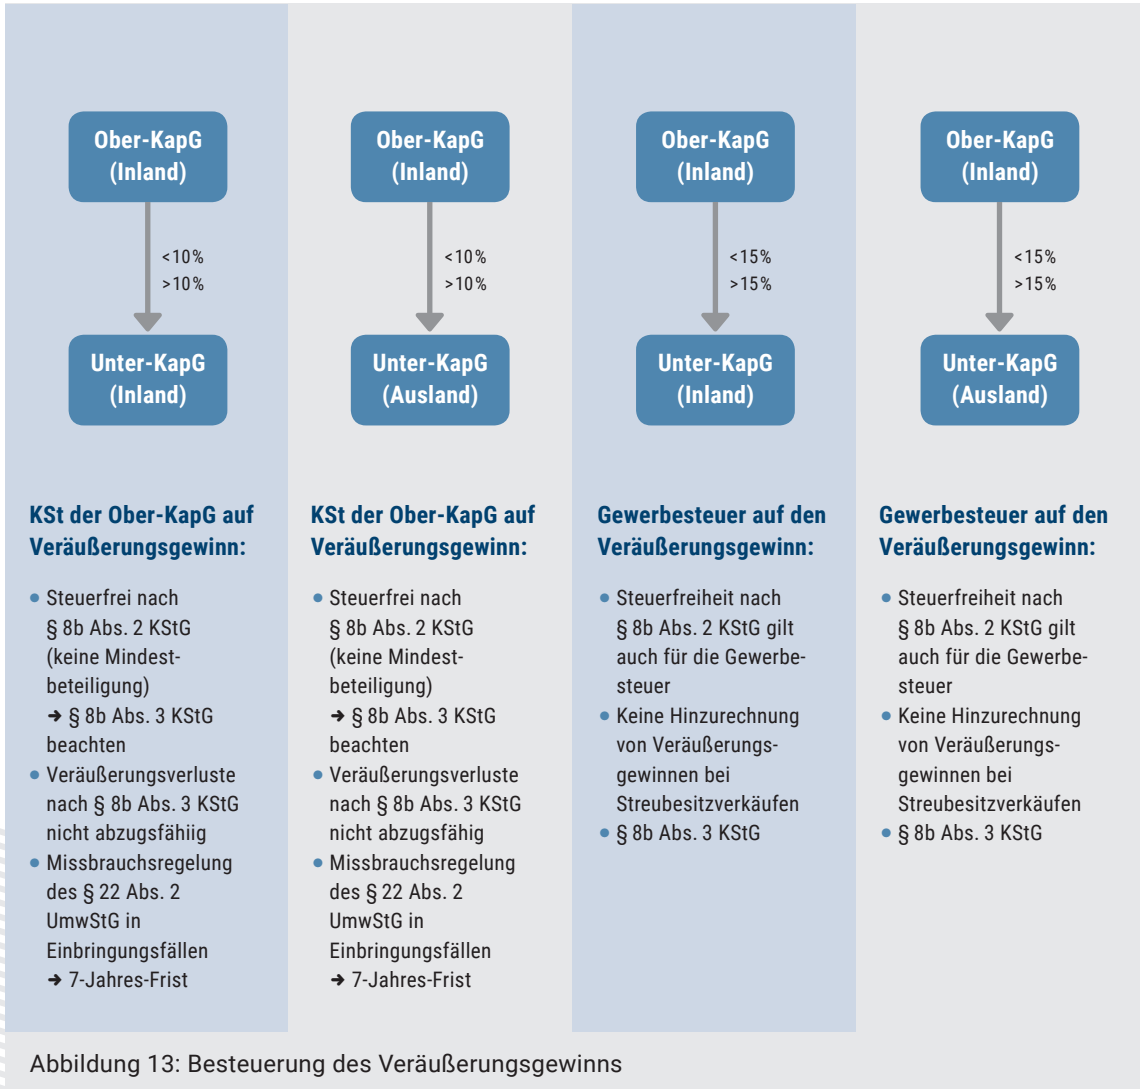 Ober-KapG
(Inland)
<10%
>10%
Unter-KapG
(Inland)
KSt der Ober-KapG auf
Veräußerungsgewinn:
• Steuerfrei nach
§ 8b Abs. 2 KStG
(keine Mindest-
beteiligung)
➔ § 8b Abs. 3 KStG
beachten
• Veräußerungsverluste
nach § 8b Abs. 3 KStG
nicht abzugsfähiig
• Missbrauchsregelung
des § 22 Abs. 2
UmwStG in
Einbringungsfällen
➔ 7-Jahres-Frist
Ober-KapG
(Inland)
<10%
>10%
Unter-KapG
(Ausland)
KSt der Ober-KapG auf
Veräußerungsgewinn:
• Steuerfrei nach
§ 8b Abs. 2 KStG
(keine Mindest-
beteiligung)
➔ § 8b Abs. 3 KStG
beachten
• Veräußerungsverluste
nach § 8b Abs. 3 KStG
nicht abzugsfähig
• Missbrauchsregelung
des § 22 Abs. 2
UmwStG in
Einbringungsfällen
➔ 7-Jahres-Frist
Ober-KapG
(Inland)
<15%
>15%
Unter-KapG
(Inland)
Gewerbesteuer auf den
Veräußerungsgewinn:
• Steuerfreiheit nach
§ 8b Abs. 2 KStG gilt
auch für die Gewerbe-
steuer
• Keine Hinzurechnung
von Veräußerungs-
gewinnen bei
Streubesitzverkäufen
• § 8b Abs. 3 KStG
Ober-KapG
(Inland)
<15%
>15%
Unter-KapG
(Ausland)
Gewerbesteuer auf den
Veräußerungsgewinn:
• Steuerfreiheit nach
§ 8b Abs. 2 KStG gilt
auch für die Gewerbe-
steuer
• Keine Hinzurechnung
von Veräußerungs-
gewinnen bei
Streubesitzverkäufen
• § 8b Abs. 3 KStG
Abbildung 13: Besteuerung des Veräußerungsgewinns